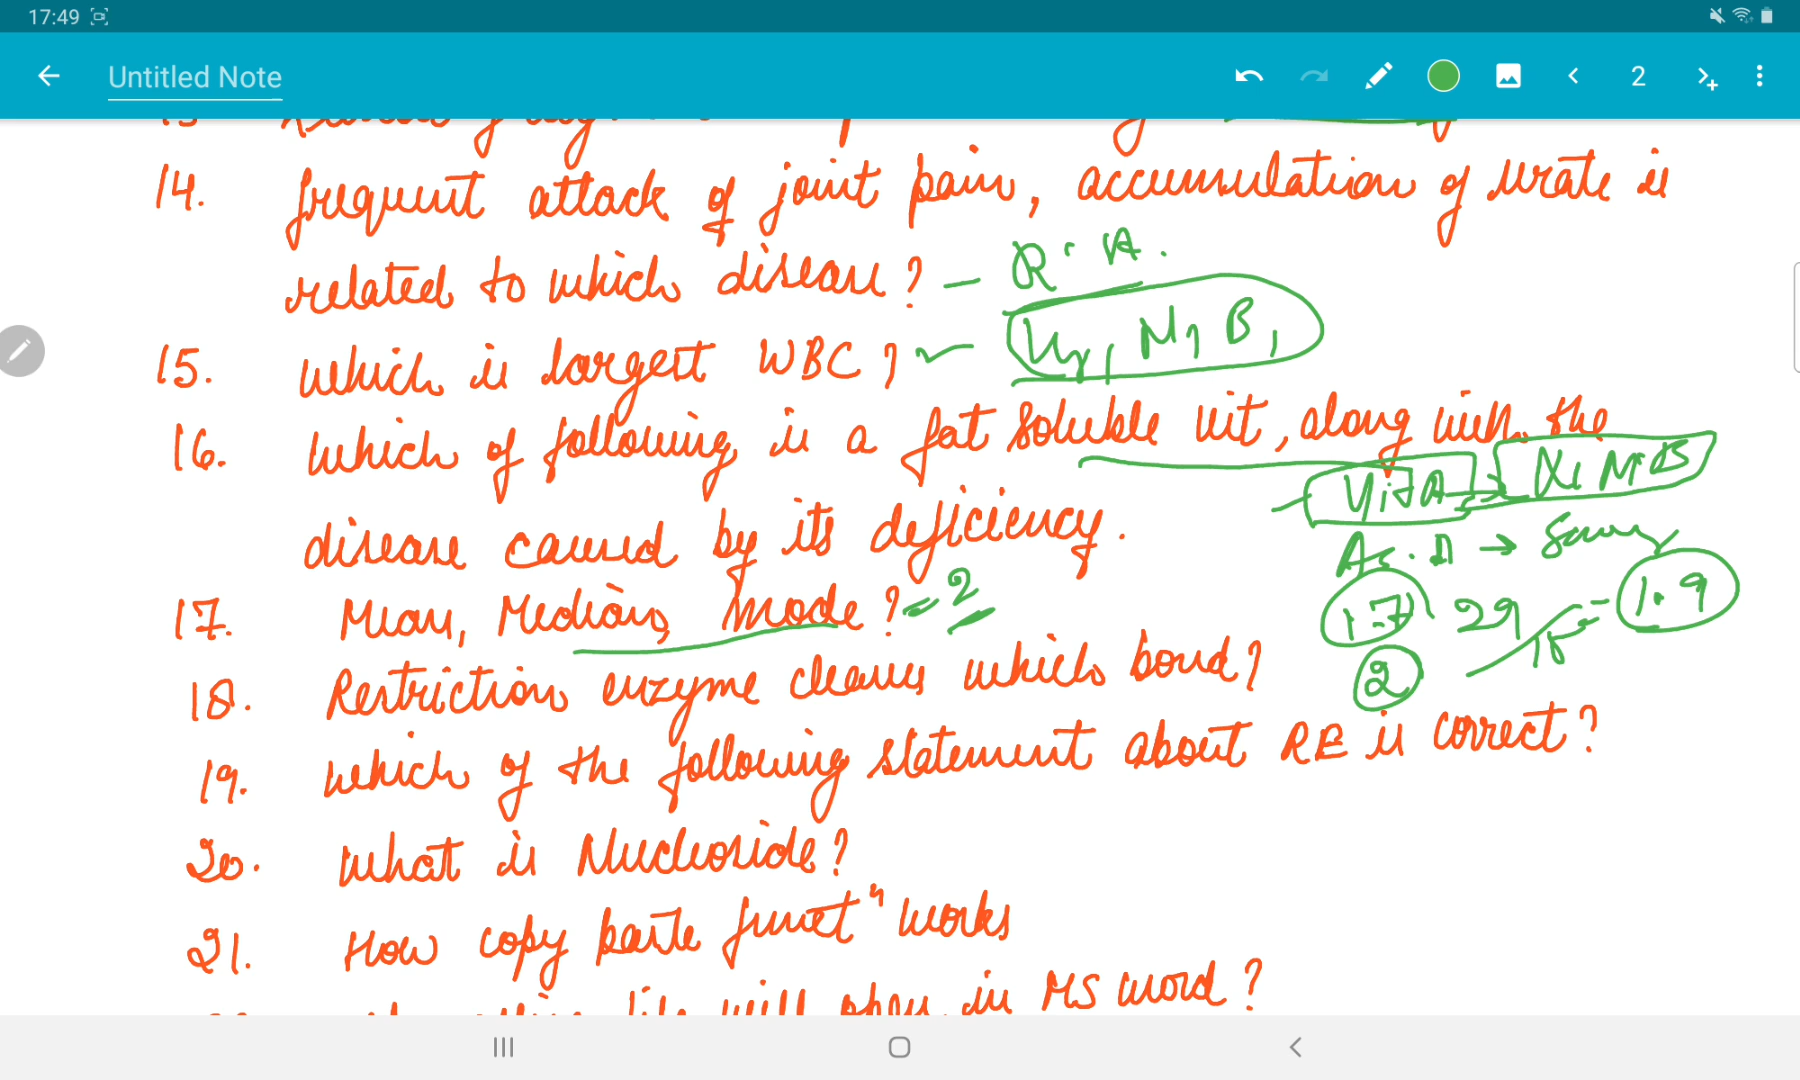 17:49
Untitled Note
2
14. frequent attack of joint pain, accumulation of urate is
related to which disease? - R.A.
15. which is largest WBC?
M, B,
16. which of following is a fat soluble vit, along with the
Vit A
disease caused by its deficiency.
17. Mean, Median, Mode? = 2
1.7 29 = 1.9
2
18. Restriction enzyme cleaves which bond?
19. which of the following statement about RE is correct?
20. What is Nucleoside?
21. How copy paste funct" works
will open in MS word?